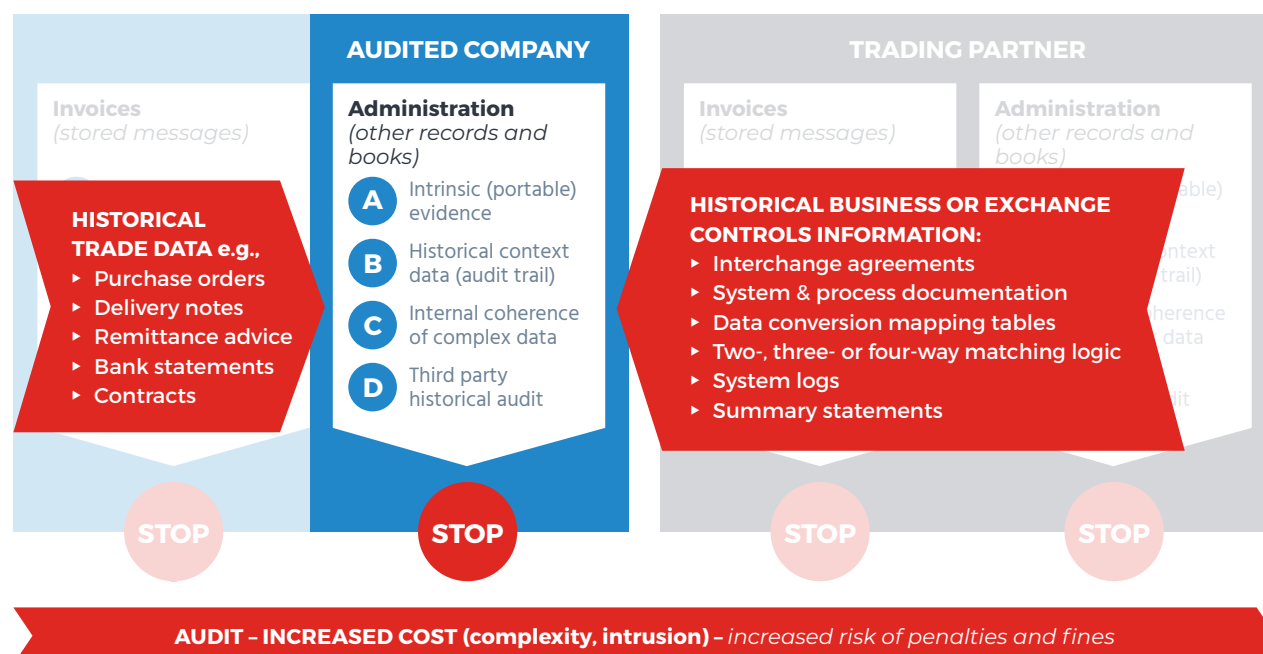 AUDITED COMPANY
TRADING PARTNER
Invoices
(stored messages)
HISTORICAL
TRADE DATA e.g.,
▸ Purchase orders
▸ Delivery notes
▸ Remittance advice
▸ Bank statements
▸ Contracts
STOP
Administration
(other records and
books)
A
Intrinsic (portable)
evidence
B
Historical context
data (audit trail)
C
Internal coherence
of complex data
D
Third party
historical audit
STOP
Invoices
(stored messages)
Administration
(other records and
books)
HISTORICAL BUSINESS OR EXCHANGE
CONTROLS INFORMATION:
▸ Interchange agreements
▸ System & process documentation
▸ Data conversion mapping tables
▸ Two-, three- or four-way matching logic
▸ System logs
▸ Summary statements
trail)
data
STOP
STOP
AUDIT – INCREASED COST (complexity, intrusion) – increased risk of penalties and fines